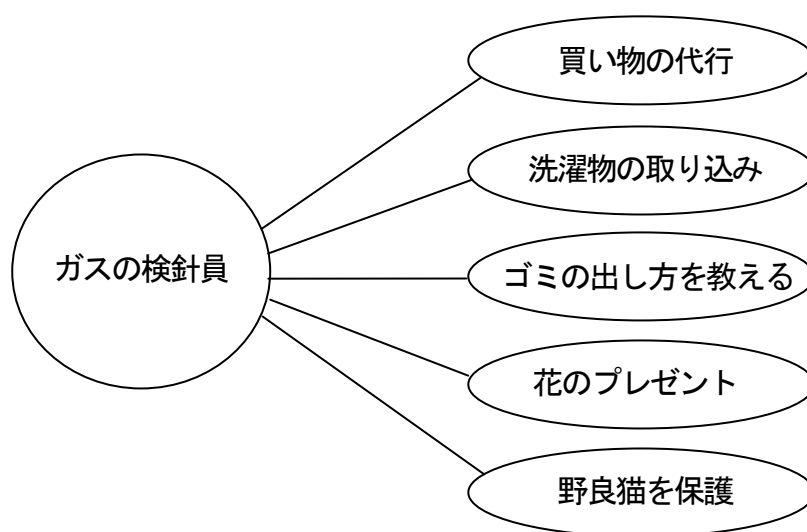 買い物の代行
洗濯物の取り込み
ガスの検針員
ゴミの出し方を教える
花のプレゼント
野良猫を保護